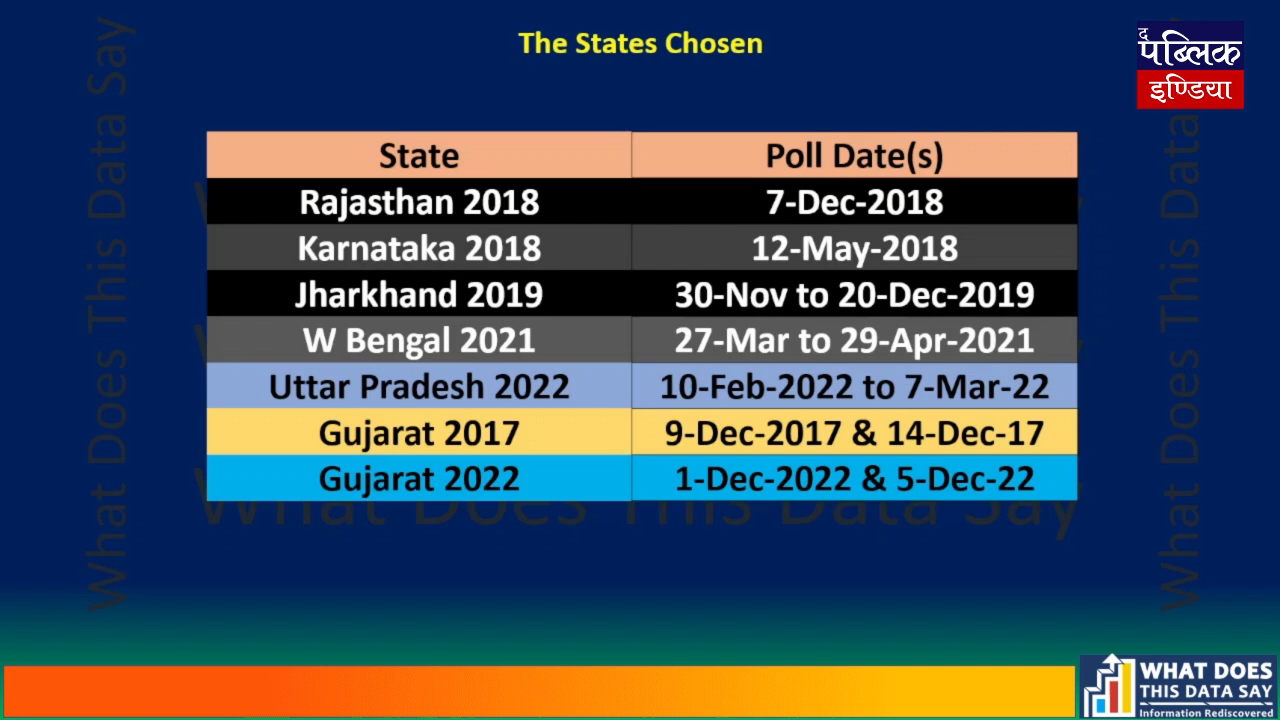 The States Chosen
द
पब्लिक
इण्डिया
State Poll Date(s)
Rajasthan 2018 7-Dec-2018
Karnataka 2018 12-May-2018
Jharkhand 2019 30-Nov to 20-Dec-2019
W Bengal 2021 27-Mar to 29-Apr-2021
Uttar Pradesh 2022 10-Feb-2022 to 7-Mar-22
Gujarat 2017 9-Dec-2017 & 14-Dec-17
Gujarat 2022 1-Dec-2022 & 5-Dec-22
What Does This Data Say
What Does This Data Say
What Does This Data Say
WHAT DOES
THIS DATA SAY
Information Rediscovered